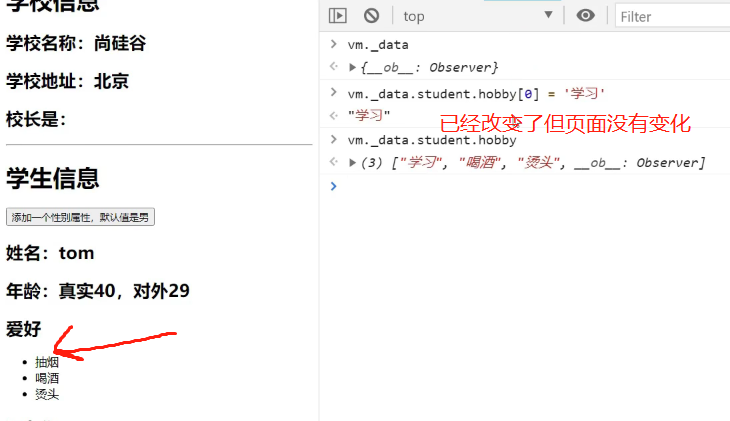 学校信息
学校名称：尚硅谷
学校地址：北京
校长是：
学生信息
添加一个性别属性，默认值是男
姓名：tom
年龄：真实40，对外29
爱好
抽烟
喝酒
烫头
top
Filter
vm._data
{__ob__: Observer}
vm._data.student.hobby[0] = '学习'
"学习"
已经改变了但页面没有变化
vm._data.student.hobby
(3) ["学习", "喝酒", "烫头", __ob__: Observer]